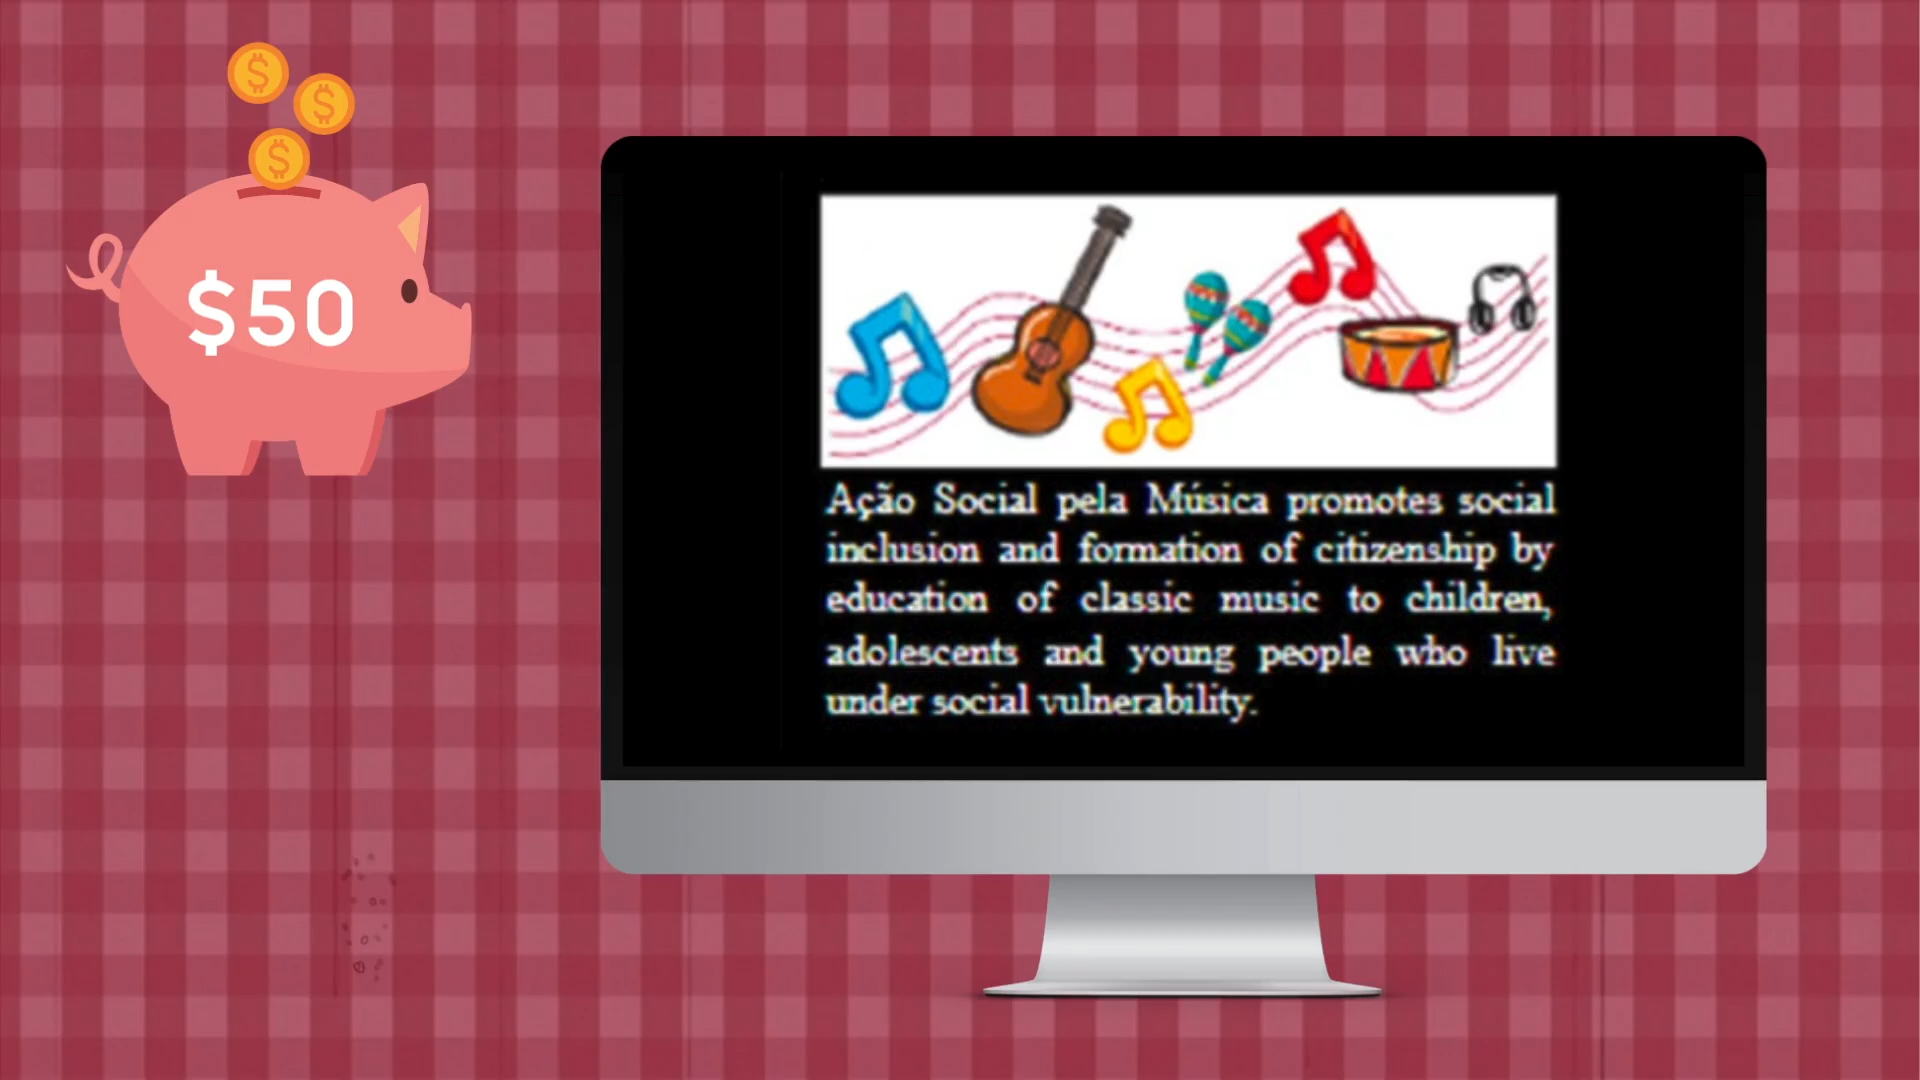 $
$
$
$50
Ação Social pela Música promotes social
inclusion and formation of citizenship by
education of classic music to children,
adolescents and young people who live
under social vulnerability.